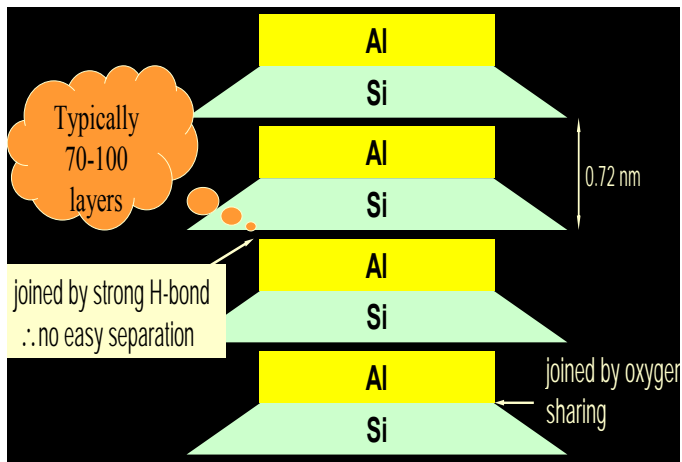 Al
Si
Typically
70-100
layers
Al
Si
0.72 nm
joined by strong H-bond
∴no easy separation
Al
Si
Al
Si
joined by oxygen
sharing